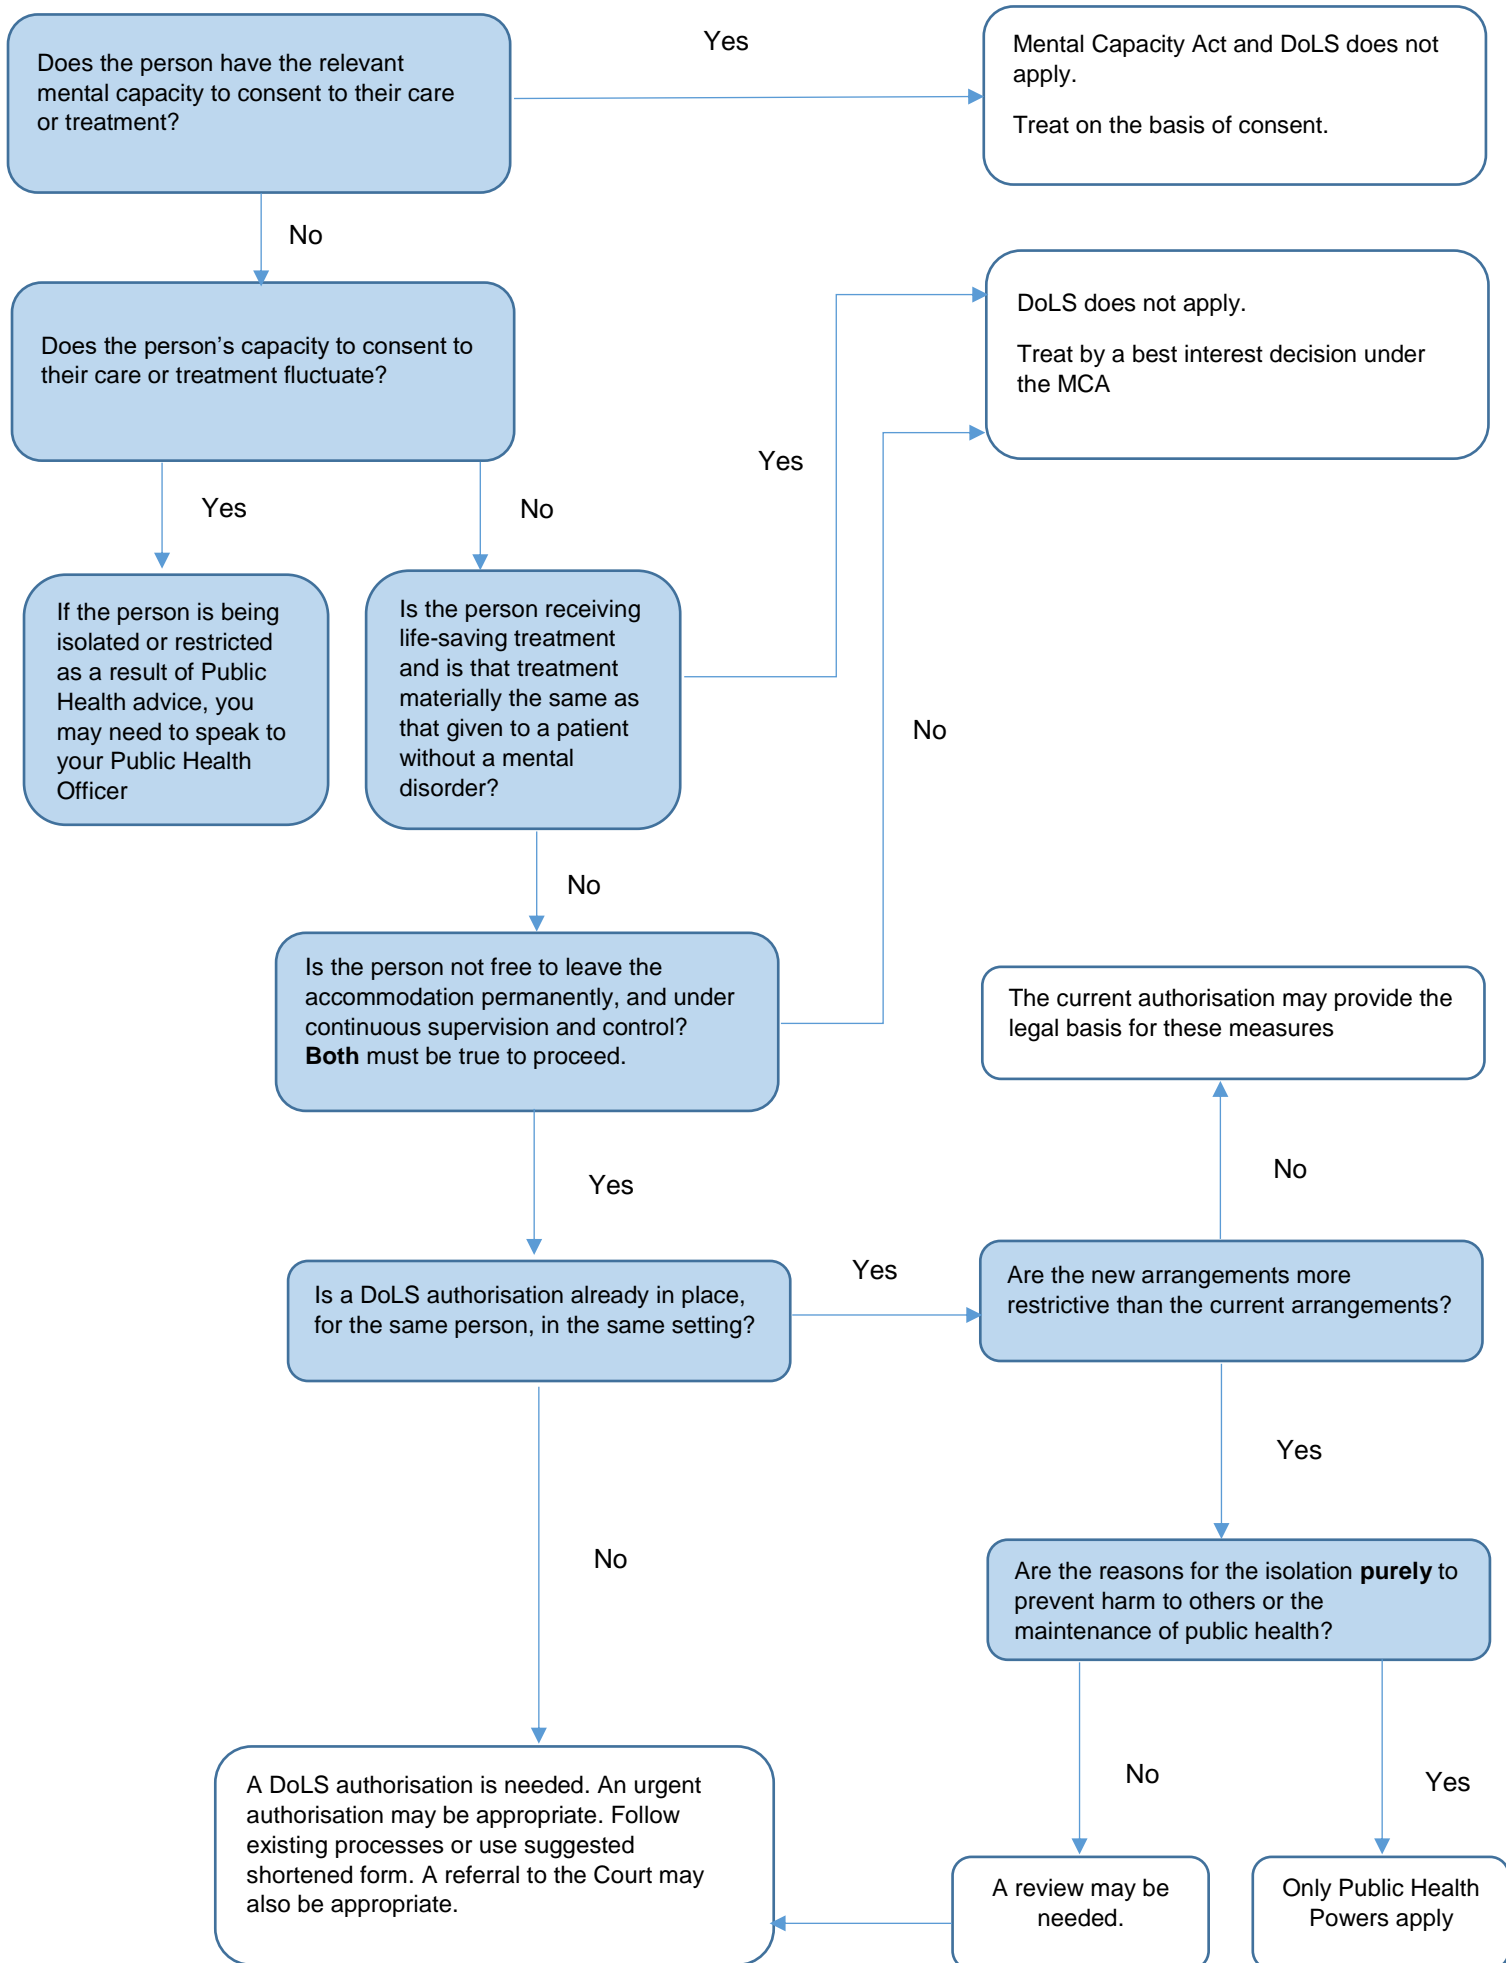 Does the person have the relevant
mental capacity to consent to their care
or treatment?
Yes
Mental Capacity Act and DoLS does not
apply.
Treat on the basis of consent.
No
Does the person’s capacity to consent to
their care or treatment fluctuate?
DoLS does not apply.
Treat by a best interest decision under
the MCA
Yes
No
Yes
If the person is being
isolated or restricted
as a result of Public
Health advice, you
may need to speak to
your Public Health
Officer
Is the person receiving
life-saving treatment
and is that treatment
materially the same as
that given to a patient
without a mental
disorder?
No
No
Is the person not free to leave the
accommodation permanently, and under
continuous supervision and control?
Both must be true to proceed.
The current authorisation may provide the
legal basis for these measures
Yes
No
Is a DoLS authorisation already in place,
for the same person, in the same setting?
Yes
Are the new arrangements more
restrictive than the current arrangements?
Yes
No
Are the reasons for the isolation purely to
prevent harm to others or the
maintenance of public health?
No
Yes
A DoLS authorisation is needed. An urgent
authorisation may be appropriate. Follow
existing processes or use suggested
shortened form. A referral to the Court may
also be appropriate.
A review may be
needed.
Only Public Health
Powers apply